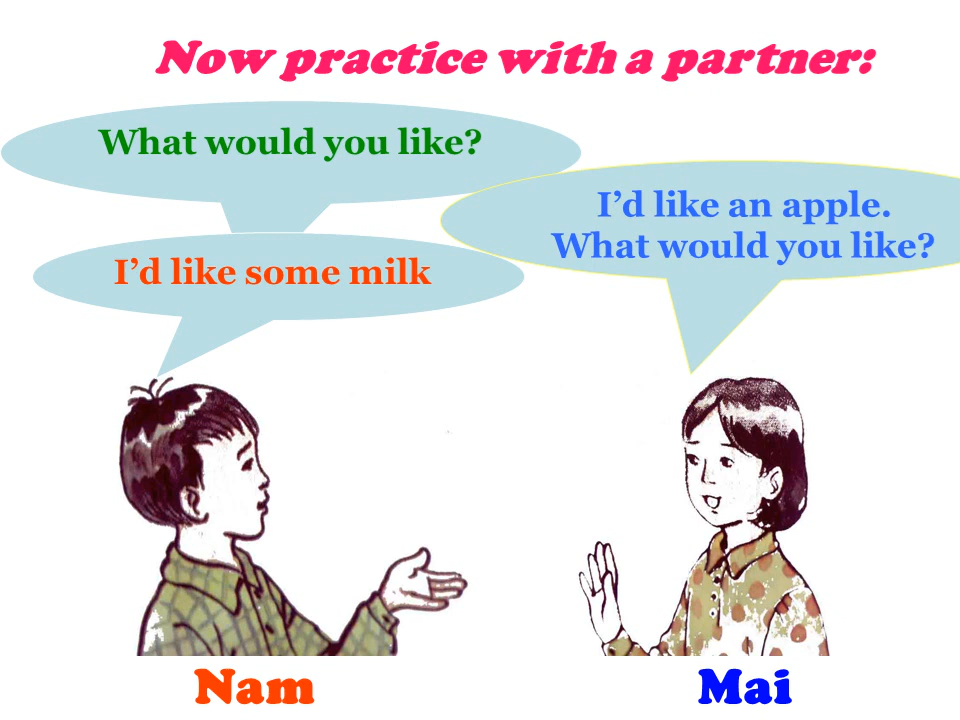 Now practice with a partner:
What would you like?
I’d like an apple.
What would you like?
I’d like some milk
Nam
Mai